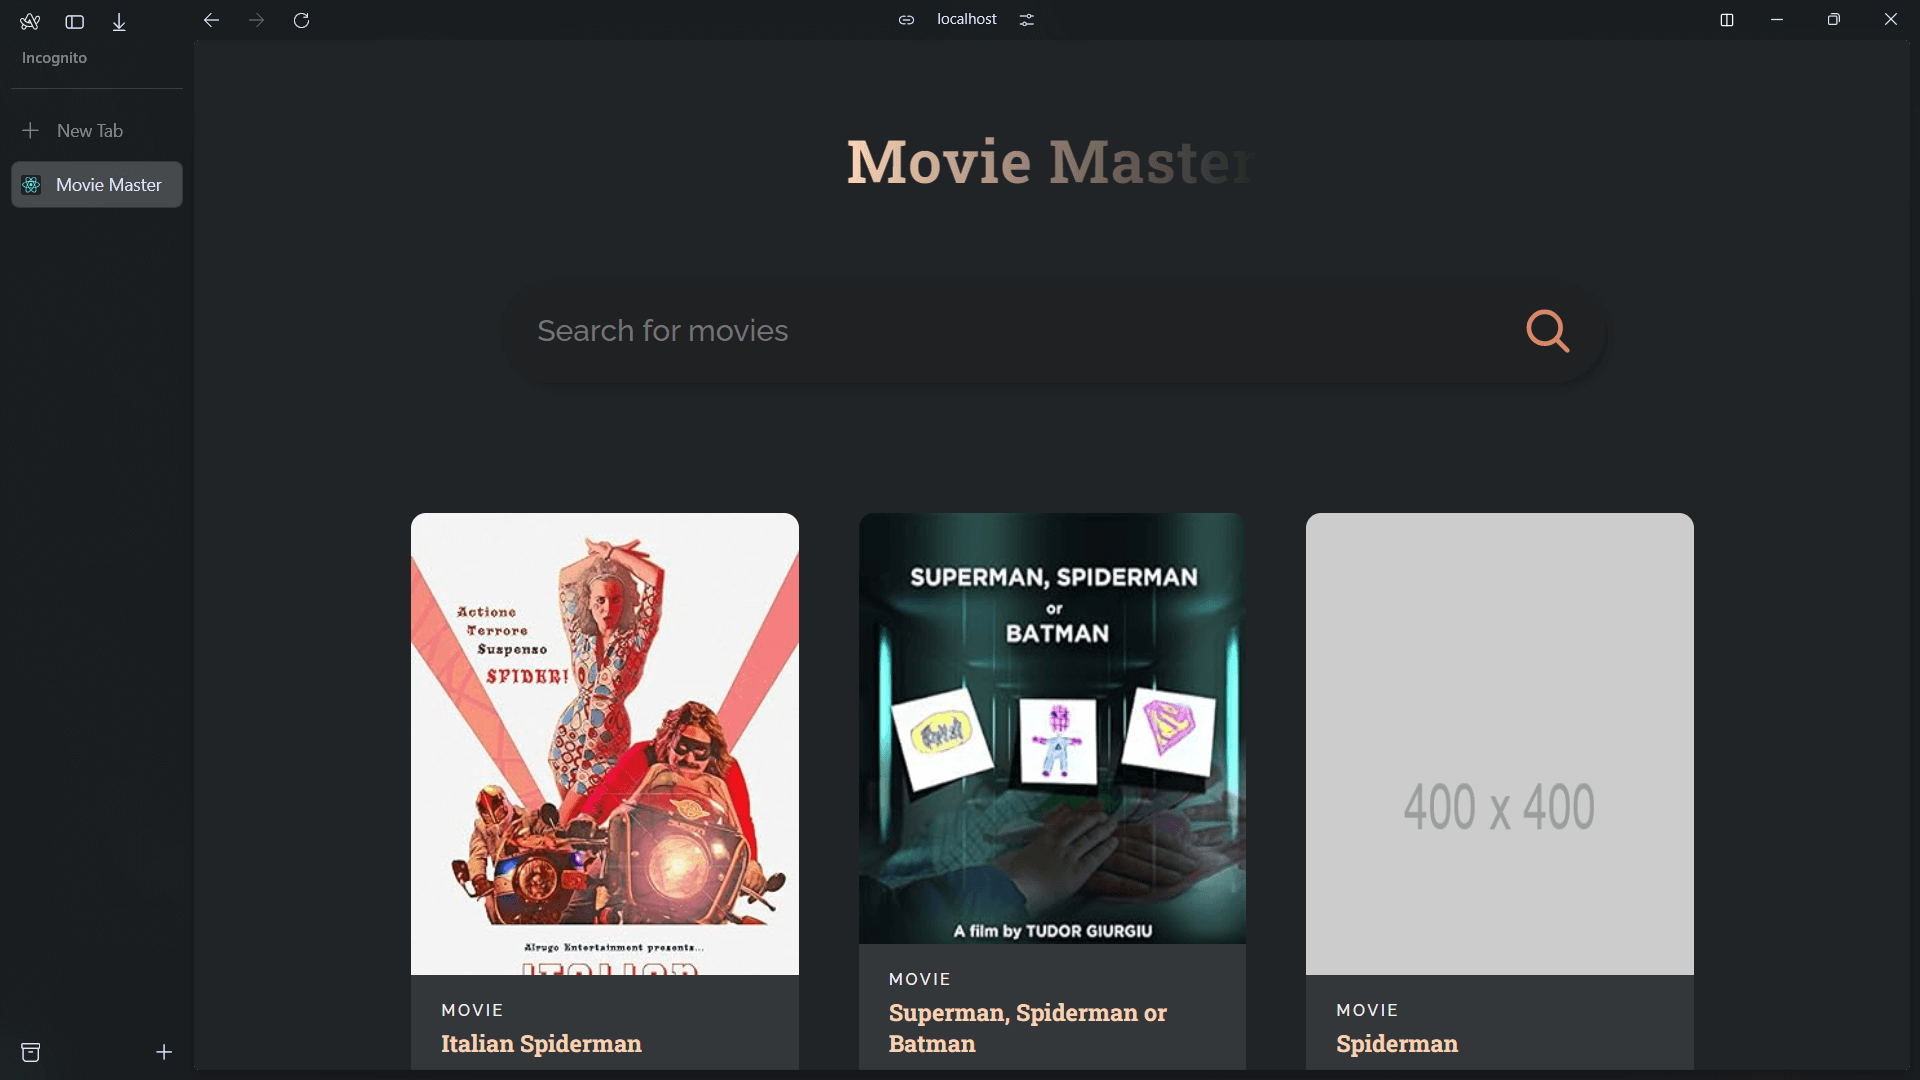 localhost
Incognito
New Tab
Movie Master
Movie Master
Search for movies
Actione
Terrore
Suspenso
SPIDER!
Alrugo Entertainment presents...
ITALIAN
MOVIE
Italian Spiderman
SUPERMAN, SPIDERMAN
or
BATMAN
A film by TUDOR GIURGIU
MOVIE
Superman, Spiderman or
Batman
400 x 400
MOVIE
Spiderman